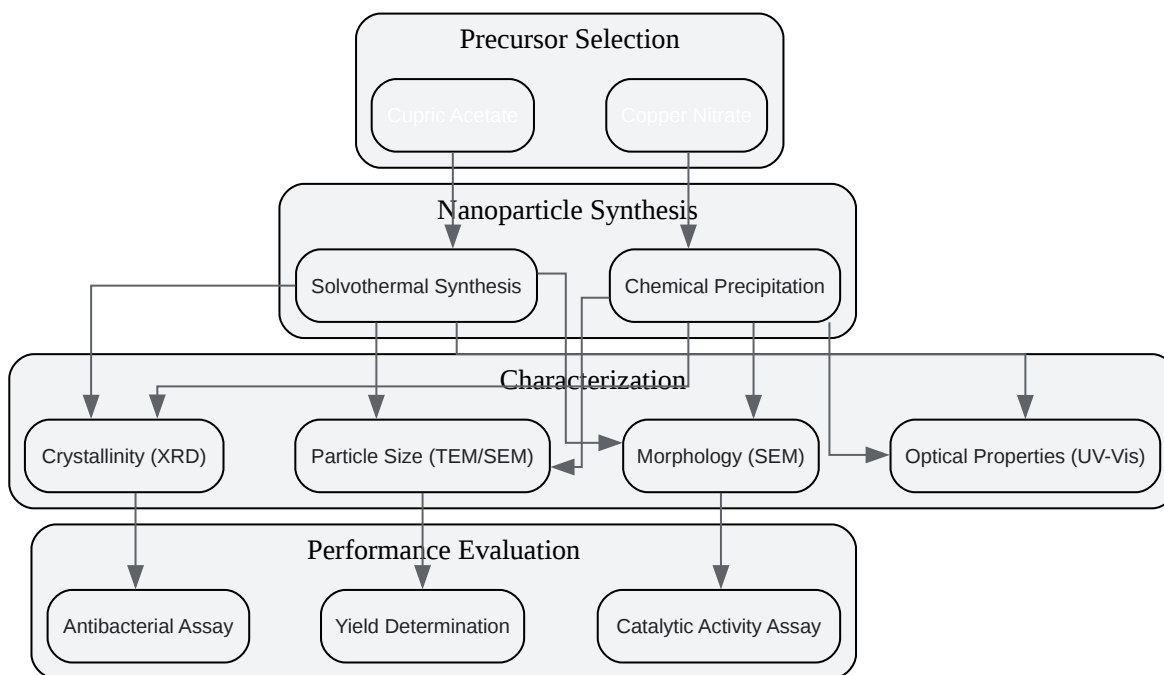 Precursor Selection
Cupric Acetate
Copper Nitrate
Nanoparticle Synthesis
Solvothermal Synthesis
Chemical Precipitation
Characterization
Crystallinity (XRD)
Particle Size (TEM/SEM)
Morphology (SEM)
Optical Properties (UV-Vis)
Performance Evaluation
Antibacterial Assay
Yield Determination
Catalytic Activity Assay